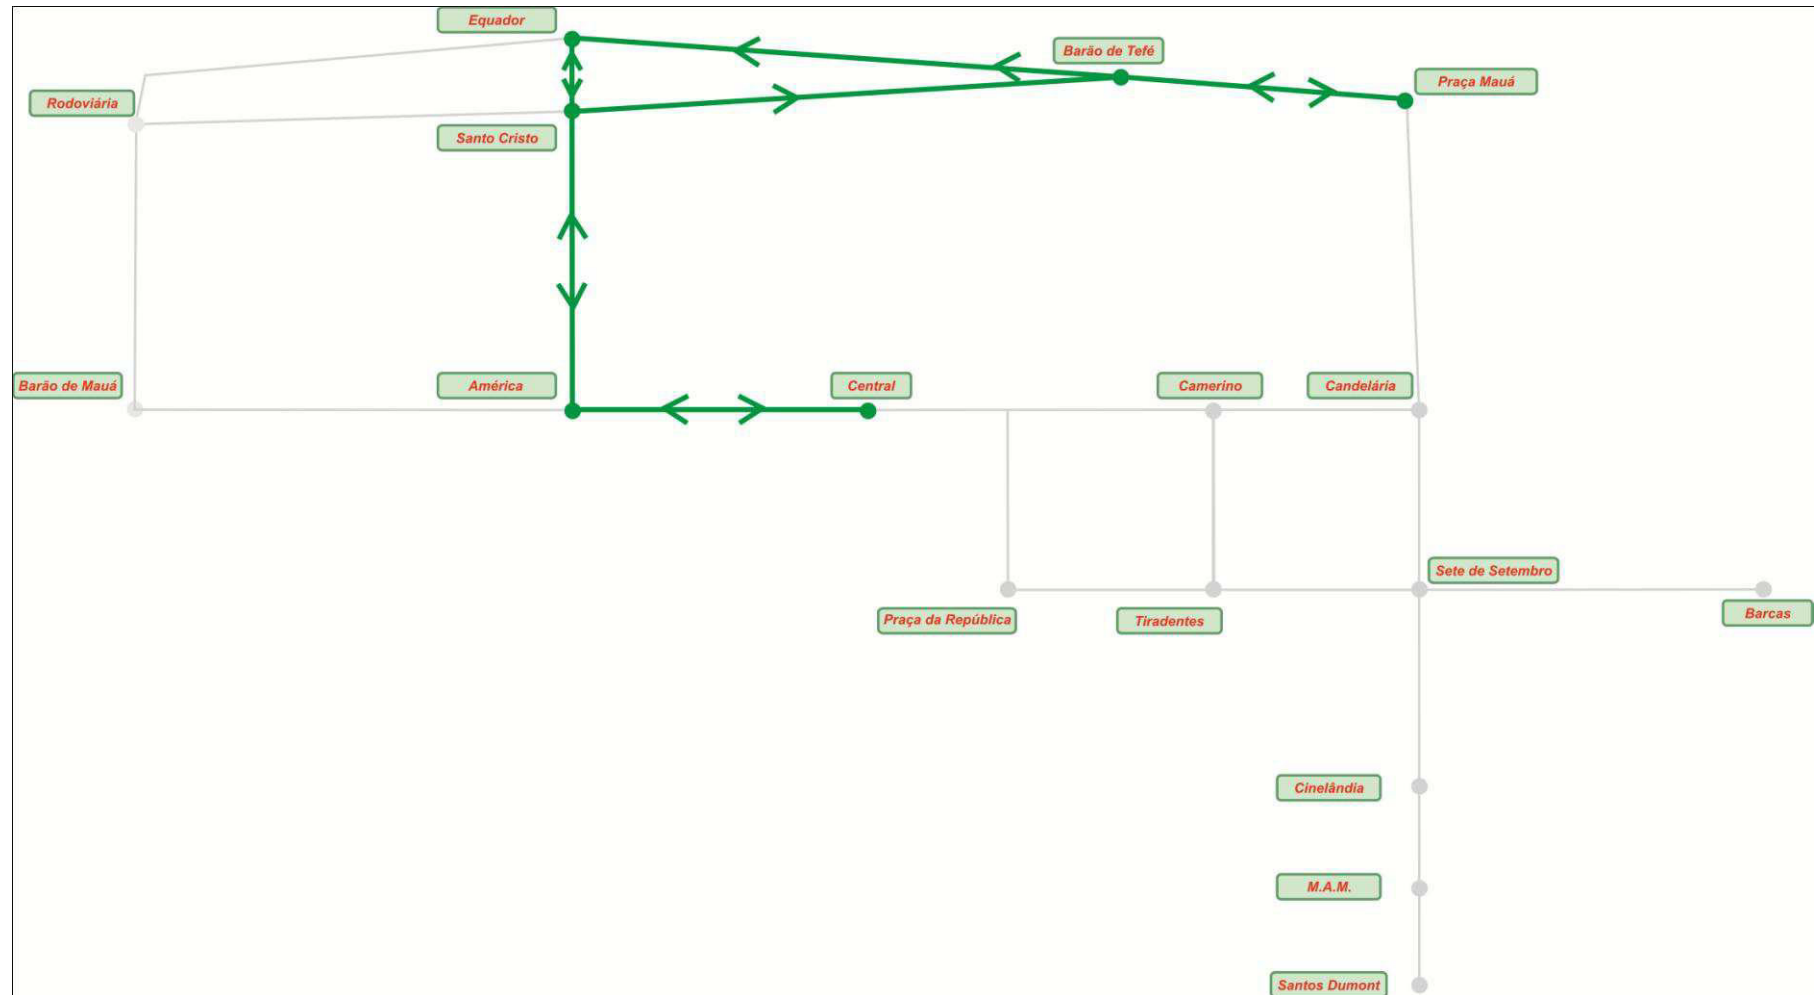 Equador
Barão de Tefé
Praça Mauá
Rodoviária
Santo Cristo
Barão de Mauá
América
Central
Camerino
Candelária
Sete de Setembro
Praça da República
Tiradentes
Barcas
Cinelândia
M.A.M.
Santos Dumont